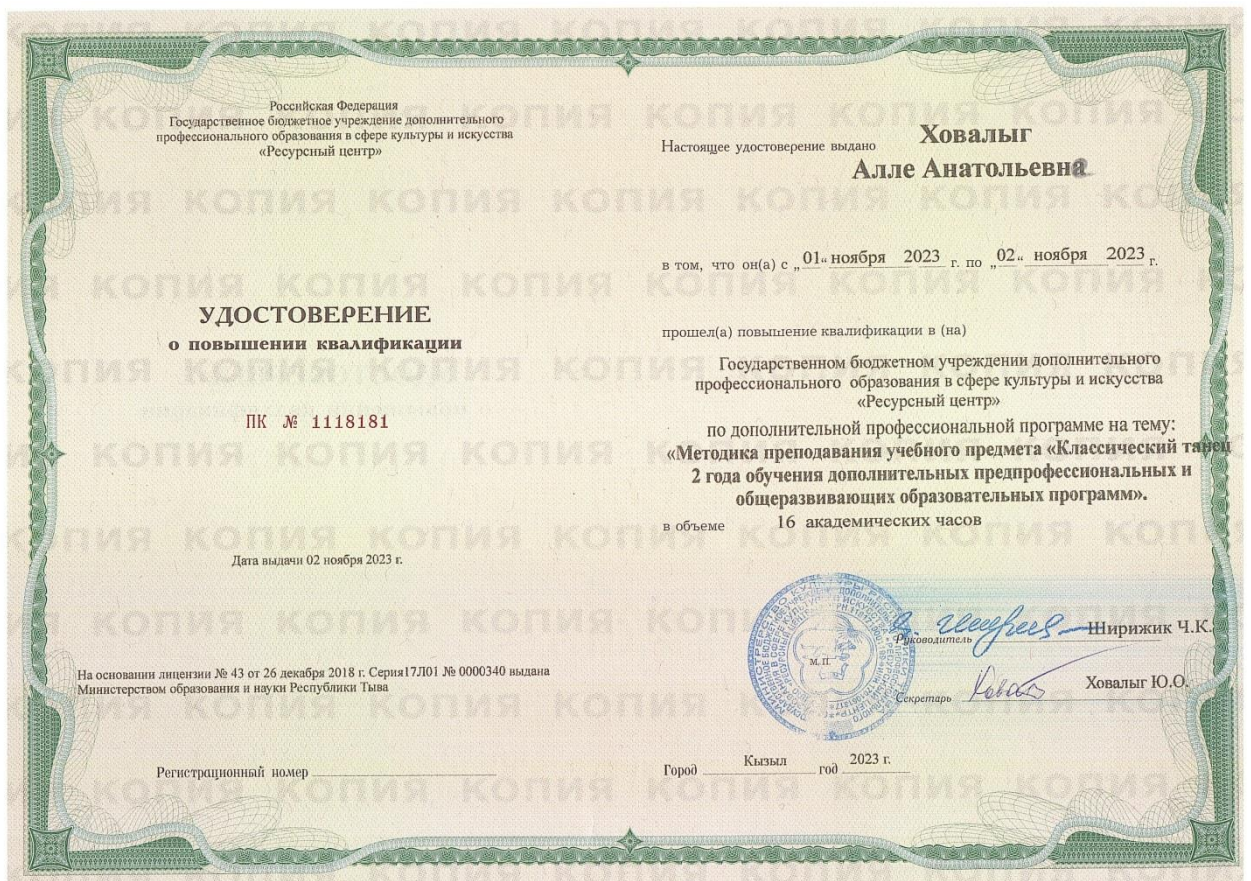 Российская Федерация
Государственное бюджетное учреждение дополнительного
профессионального образования в сфере культуры и искусства
«Ресурсный центр»
УДОСТОВЕРЕНИЕ
о повышении квалификации
ПК № 1118181
Дата выдачи 02 ноября 2023 г.
На основании лицензии № 43 от 26 декабря 2018 г. Серия17Л01 № 0000340 выдана
Министерством образования и науки Республики Тыва
Регистрационный номер
Настоящее удостоверение выдано Ховалыг
Алле Анатольевна
в том, что он(а) с „01“ ноября 2023 г. по „02“ ноября 2023 г.
прошел(а) повышение квалификации в (на)
Государственном бюджетном учреждении дополнительного
профессионального образования в сфере культуры и искусства
«Ресурсный центр»
по дополнительной профессиональной программе на тему:
«Методика преподавания учебного предмета «Классический танец
2 года обучения дополнительных предпрофессиональных и
общеразвивающих образовательных программ».
в объеме 16 академических часов
М.П.
Руководитель Ширижик Ч.К.
Секретарь Ховалыг Ю.О.
Город Кызыл год 2023 г.
КОПИЯ